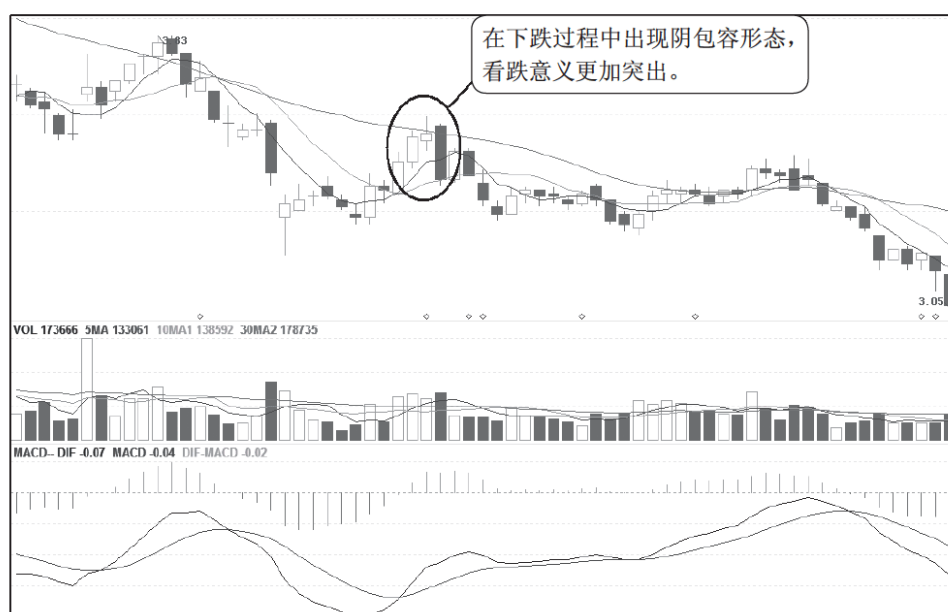 3.83
在下跌过程中出现阴包容形态，
看跌意义更加突出。
3.05
VOL 173666 5MA 133061 10MA1 138592 30MA2 178735
MACD-- DIF -0.07 MACD -0.04 DIF-MACD -0.02